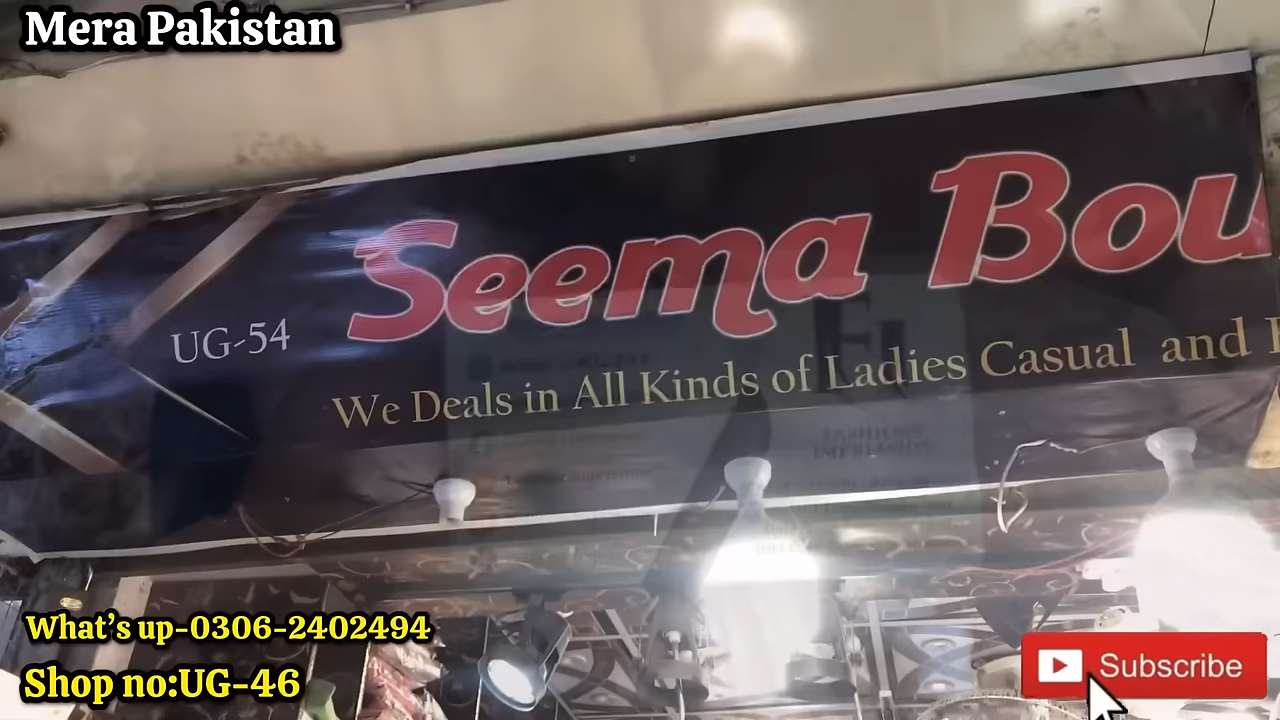 Mera Pakistan
Seema Bou
UG-54
We Deals in All Kinds of Ladies Casual and
What's up-0306-2402494
Shop no:UG-46
Subscribe